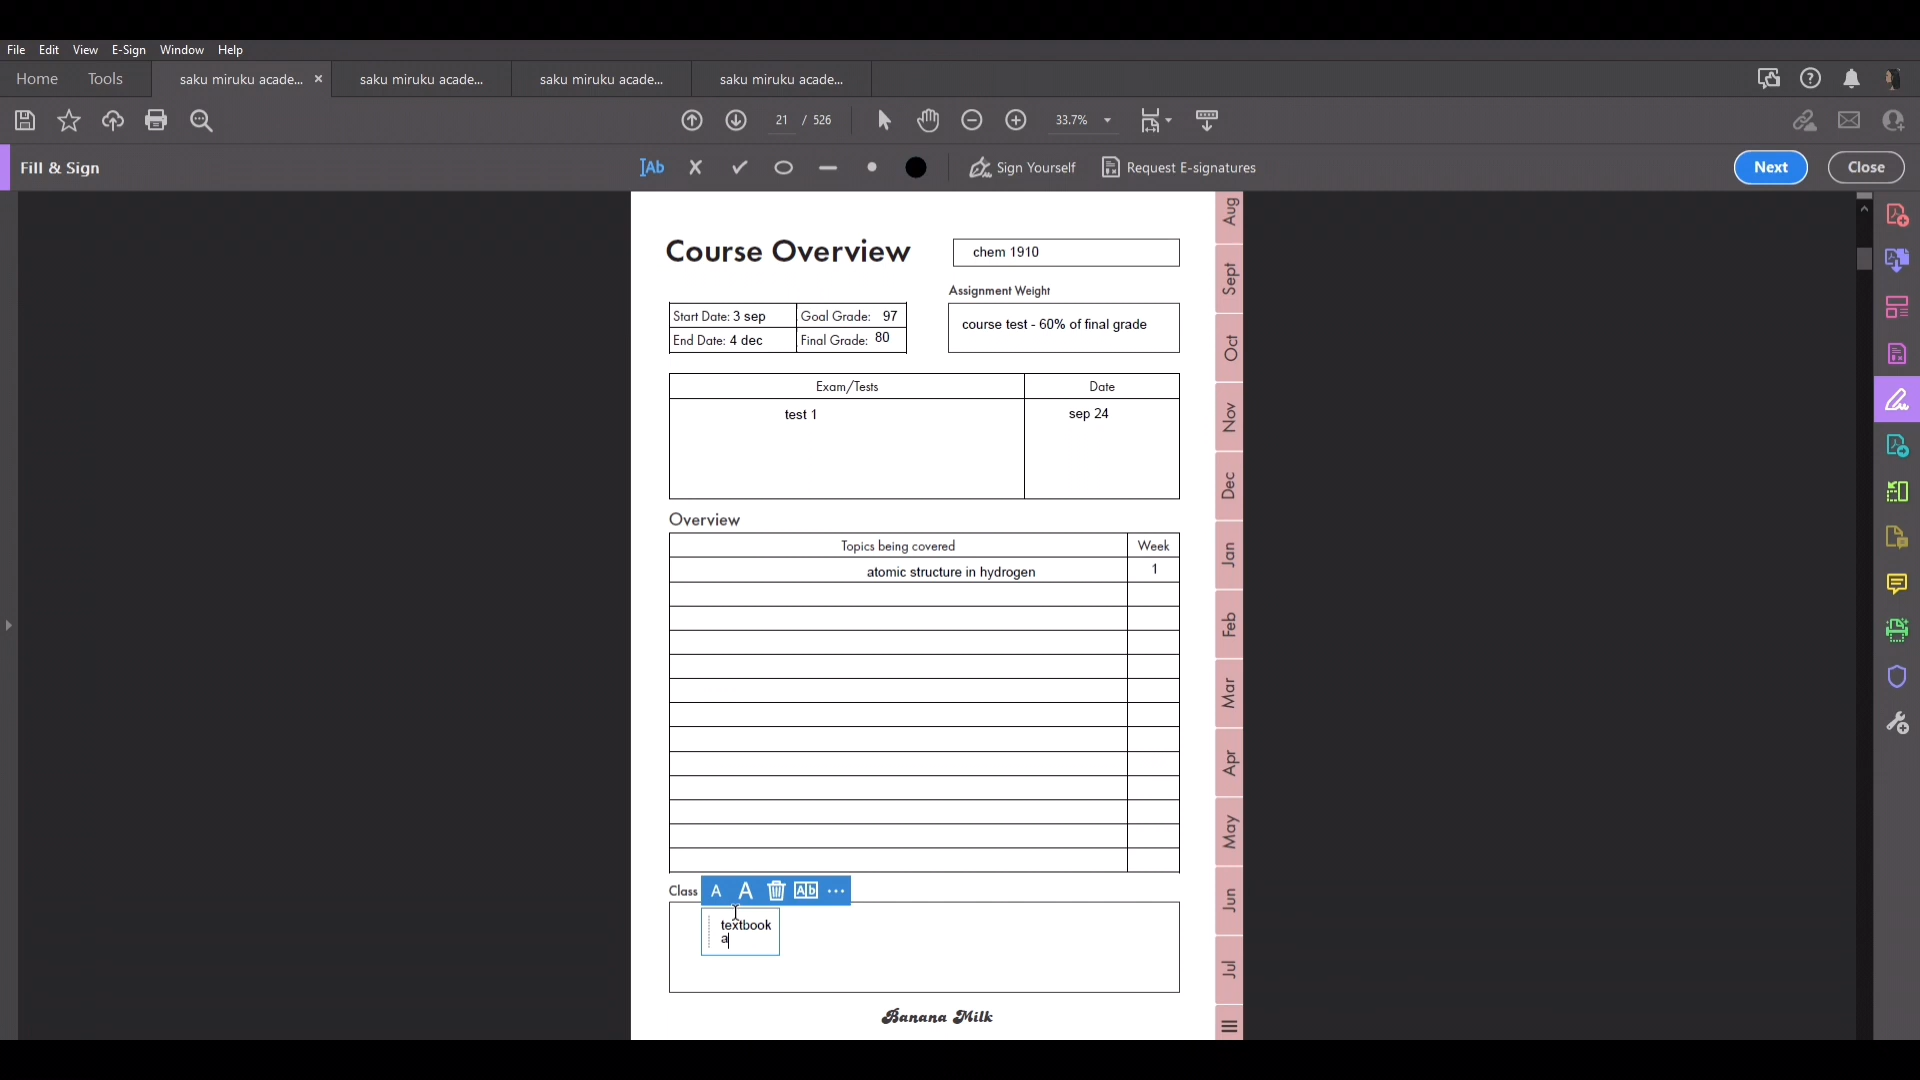 File Edit View E-Sign Window Help
Home Tools saku miruku acade... saku miruku acade... saku miruku acade... saku miruku acade...
21 / 526 33.7%
Fill & Sign Ab Sign Yourself Request E-signatures Next Close
Course Overview chem 1910
Assignment Weight
Start Date: 3 sep Goal Grade: 97
End Date: 4 dec Final Grade: 80
course test - 60% of final grade
Exam/Tests Date
test 1 sep 24
Overview
Topics being covered Week
atomic structure in hydrogen 1
Class A A Ab
textbook
a
Banana Milk
Aug
Sept
Oct
Nov
Dec
Jan
Feb
Mar
Apr
May
Jun
Jul